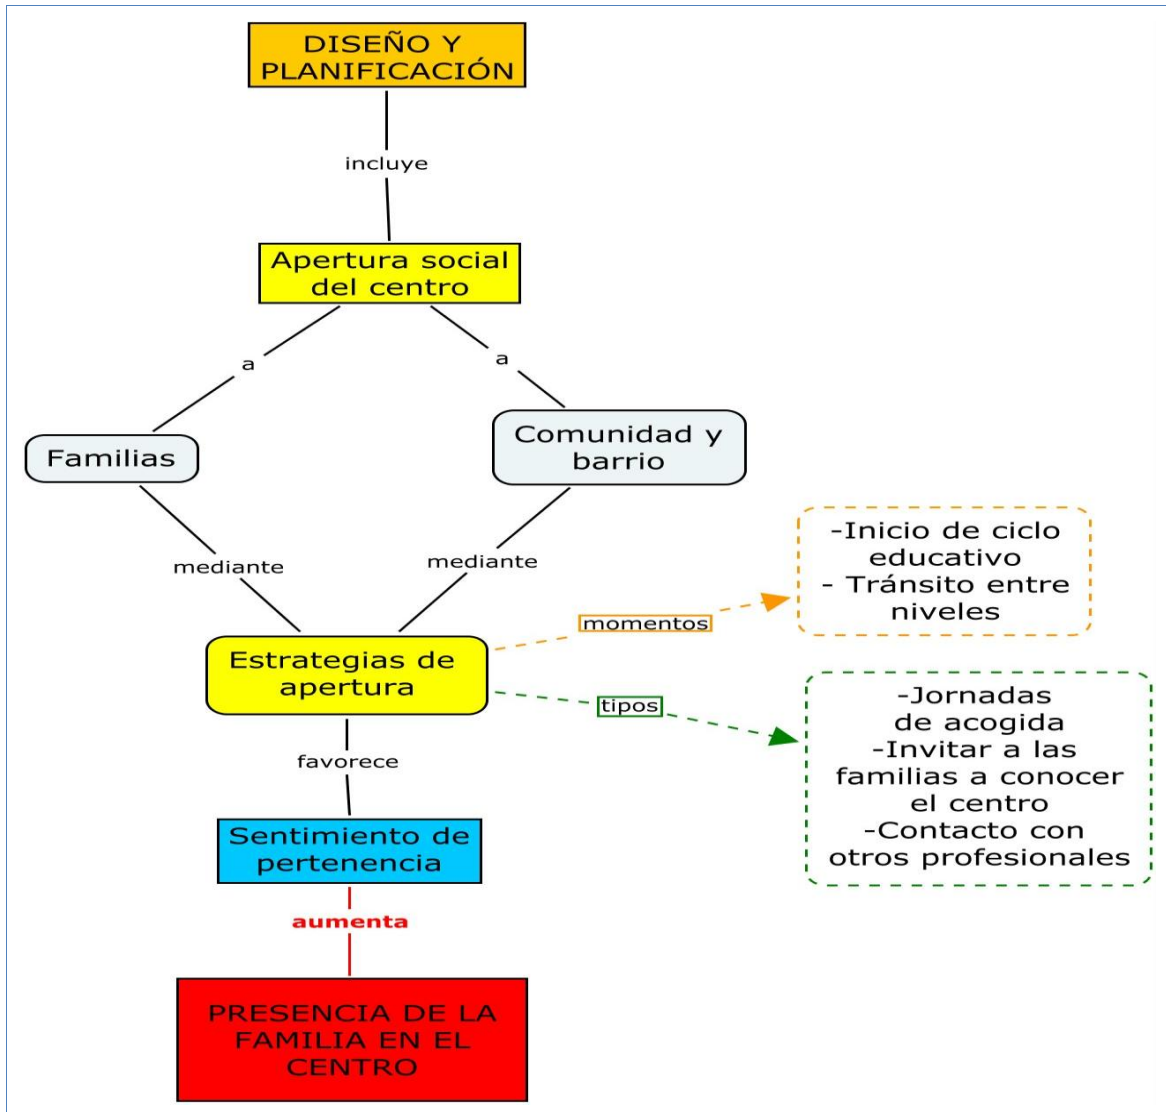 DISEÑO Y
PLANIFICACIÓN
incluye
Apertura social
del centro
a
a
Familias
Comunidad y
barrio
mediante
mediante
Estrategias de
apertura
momentos
-Inicio de ciclo
educativo
- Tránsito entre
niveles
tipos
-Jornadas
de acogida
-Invitar a las
familias a conocer
el centro
-Contacto con
otros profesionales
favorece
Sentimiento de
pertenencia
aumenta
PRESENCIA DE LA
FAMILIA EN EL
CENTRO